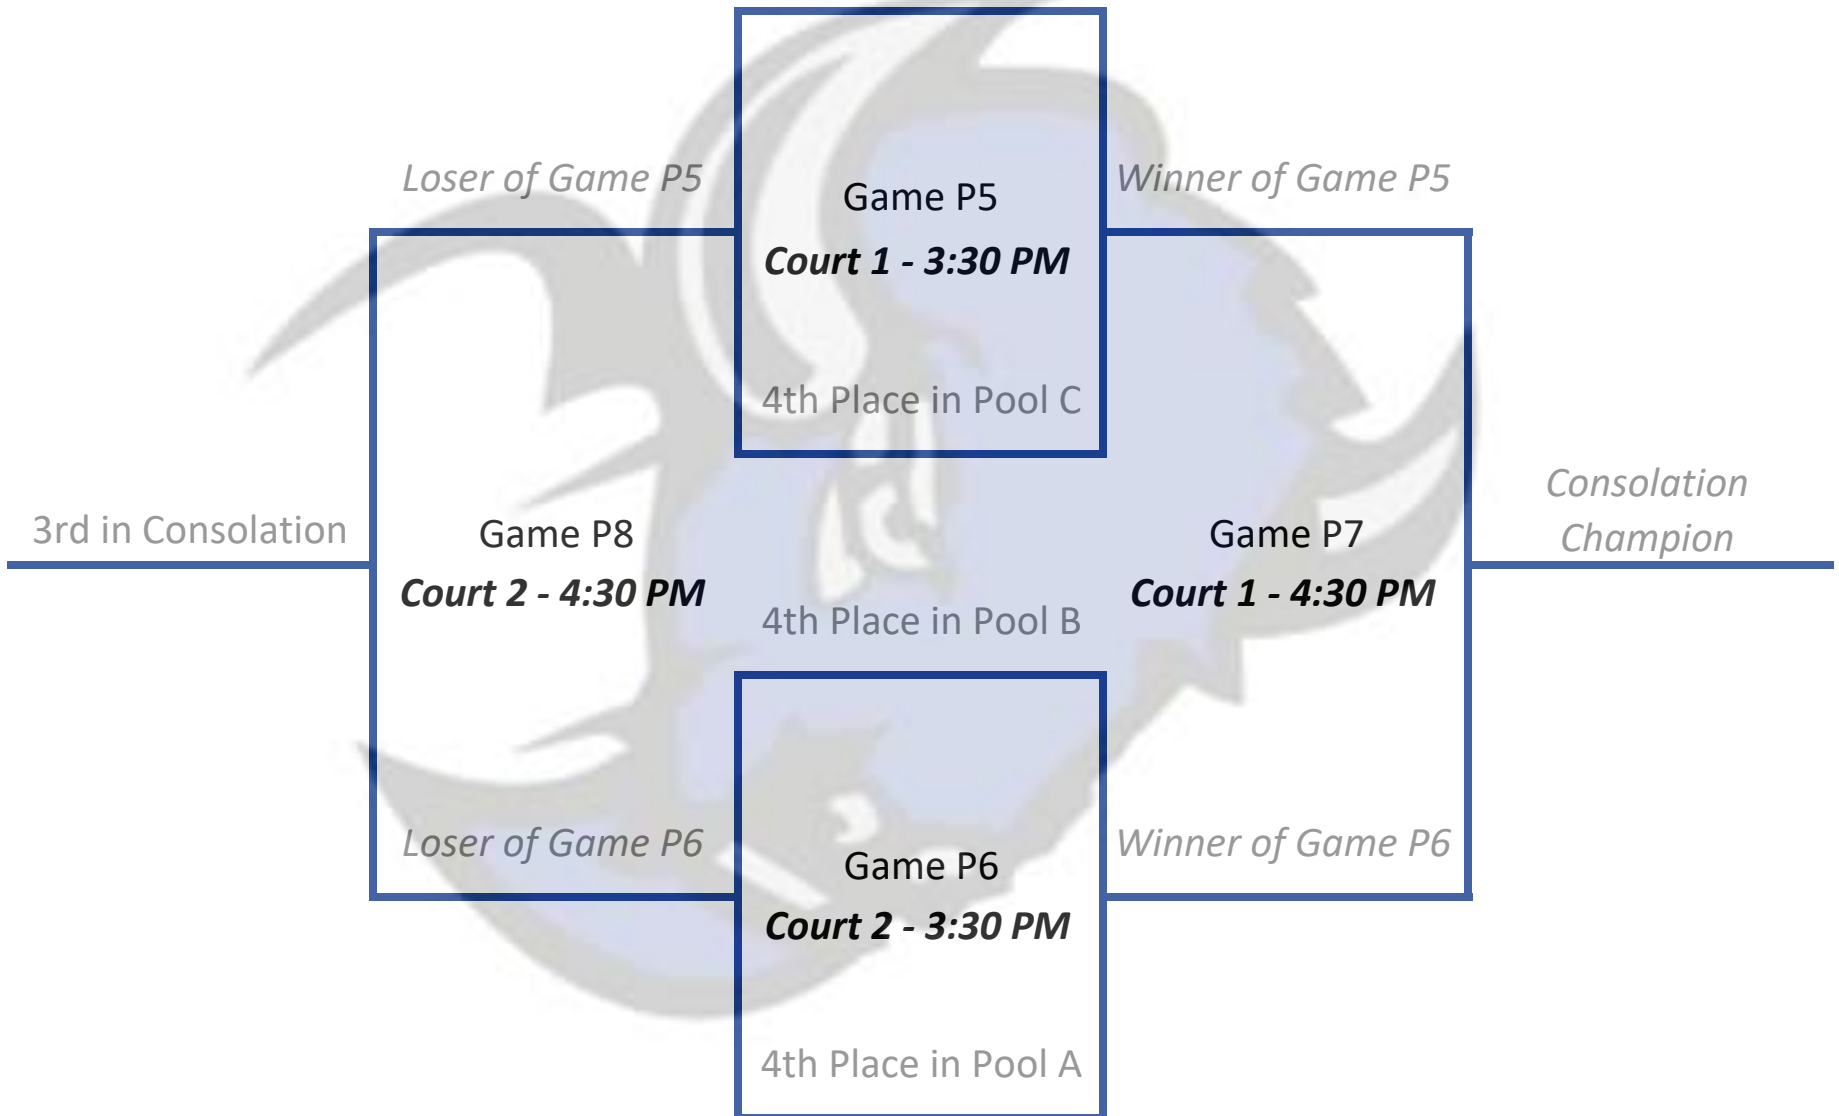 Loser of Game P5
Game P5
Winner of Game P5
Court 1 - 3:30 PM
4th Place in Pool C
3rd in Consolation
Game P8
Court 2 - 4:30 PM
4th Place in Pool B
Game P7
Court 1 - 4:30 PM
Consolation
Champion
Loser of Game P6
Game P6
Winner of Game P6
Court 2 - 3:30 PM
4th Place in Pool A